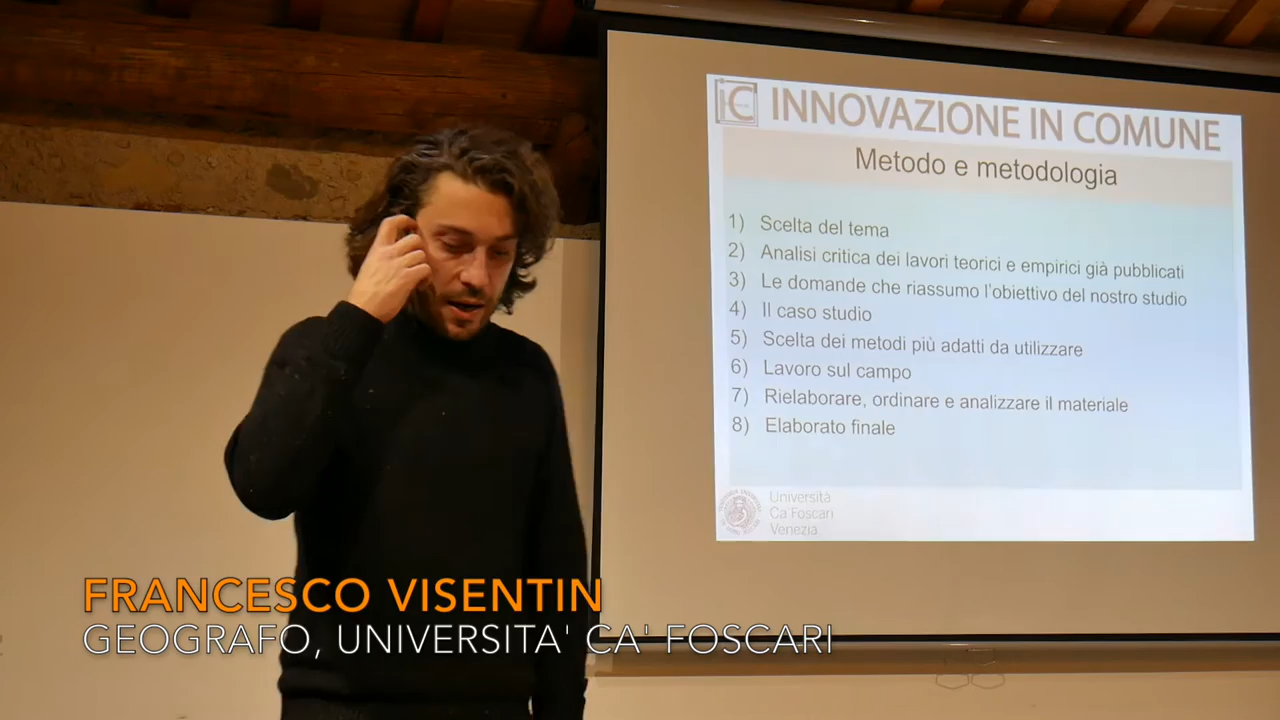 iC INNOVAZIONE IN COMUNE
Metodo e metodologia
1) Scelta del tema
2) Analisi critica dei lavori teorici e empirici già pubblicati
3) Le domande che riassumo l'obiettivo del nostro studio
4) Il caso studio
5) Scelta dei metodi più adatti da utilizzare
6) Lavoro sul campo
7) Rielaborare, ordinare e analizzare il materiale
8) Elaborato finale
Università
Ca Foscari
Venezia
FRANCESCO VISENTIN
GEOGRAFO, UNIVERSITA' CA' FOSCARI